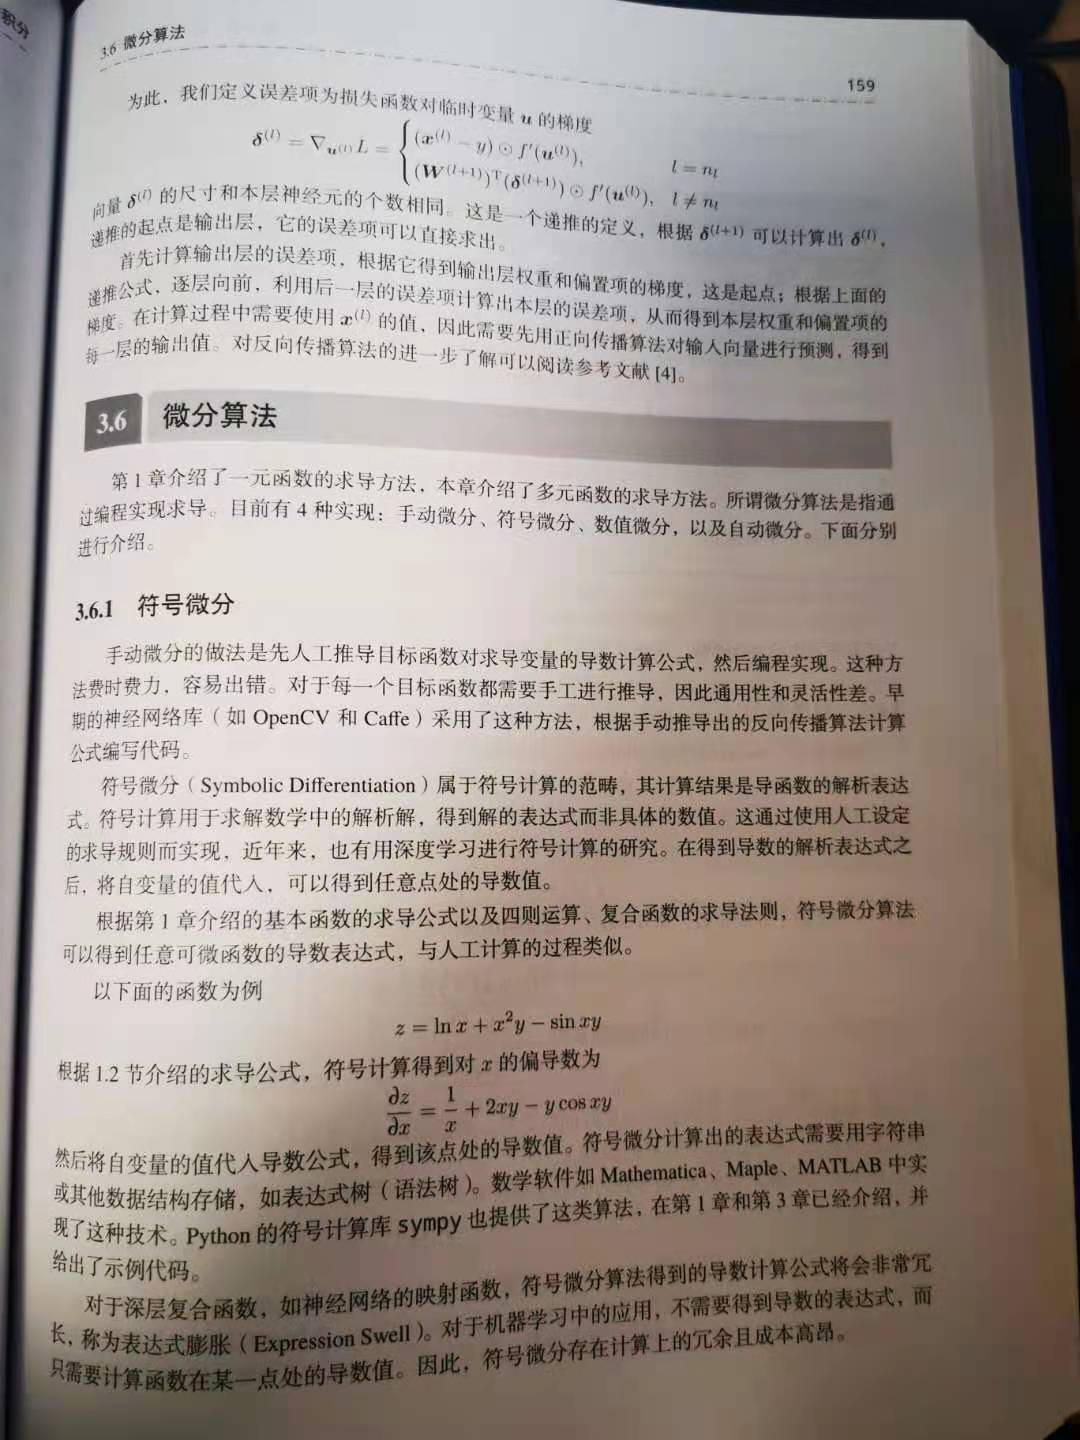 积分
3.6 微分算法
159
为此，我们定义误差项为损失函数对临时变量 u 的梯度
δ^(l) = ∇_{u^(l)} L = { (x^(l) − y) ⊙ f′(u^(l)), l = n_l
(W^(l+1))^T(δ^(l+1)) ⊙ f′(u^(l)), l ≠ n_l
向量 δ^(l) 的尺寸和本层神经元的个数相同。这是一个递推的定义，根据 δ^(l+1) 可以计算出 δ^(l)，
递推的起点是输出层，它的误差项可以直接求出。
首先计算输出层的误差项，根据它得到输出层权重和偏置项的梯度，这是起点；根据上面的
递推公式，逐层向前，利用后一层的误差项计算出本层的误差项，从而得到本层权重和偏置项的
梯度。在计算过程中需要使用 x^(l) 的值，因此需要先用正向传播算法对输入向量进行预测，得到
每一层的输出值。对反向传播算法的进一步了解可以阅读参考文献 [4]。
3.6 微分算法
第 1 章介绍了一元函数的求导方法，本章介绍了多元函数的求导方法。所谓微分算法是指通
过编程实现求导。目前有 4 种实现：手动微分、符号微分、数值微分，以及自动微分。下面分别
进行介绍。
3.6.1 符号微分
手动微分的做法是先人工推导目标函数对求导变量的导数计算公式，然后编程实现。这种方
法费时费力，容易出错。对于每一个目标函数都需要手工进行推导，因此通用性和灵活性差。早
期的神经网络库（如 OpenCV 和 Caffe）采用了这种方法，根据手动推导出的反向传播算法计算
公式编写代码。
符号微分（Symbolic Differentiation）属于符号计算的范畴，其计算结果是导函数的解析表达
式。符号计算用于求解数学中的解析解，得到解的表达式而非具体的数值。这通过使用人工设定
的求导规则而实现，近年来，也有用深度学习进行符号计算的研究。在得到导数的解析表达式之
后，将自变量的值代入，可以得到任意点处的导数值。
根据第 1 章介绍的基本函数的求导公式以及四则运算、复合函数的求导法则，符号微分算法
可以得到任意可微函数的导数表达式，与人工计算的过程类似。
以下面的函数为例
z = ln x + x²y − sin xy
根据 1.2 节介绍的求导公式，符号计算得到对 x 的偏导数为
∂z/∂x = 1/x + 2xy − y cos xy
然后将自变量的值代入导数公式，得到该点处的导数值。符号微分计算出的表达式需要用字符串
或其他数据结构存储，如表达式树（语法树）。数学软件如 Mathematica、Maple、MATLAB 中实
现了这种技术。Python 的符号计算库 sympy 也提供了这类算法，在第 1 章和第 3 章已经介绍，并
给出了示例代码。
对于深层复合函数，如神经网络的映射函数，符号微分算法得到的导数计算公式将会非常冗
长，称为表达式膨胀（Expression Swell）。对于机器学习中的应用，不需要得到导数的表达式，而
只需要计算函数在某一点处的导数值。因此，符号微分存在计算上的冗余且成本高昂。